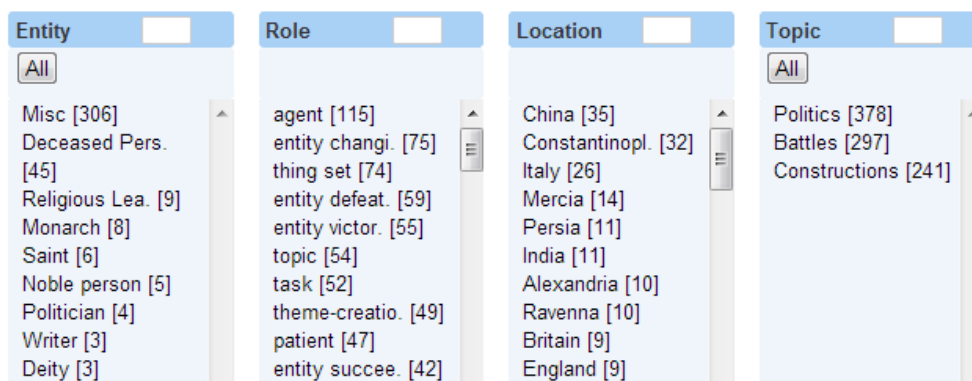 Entity
All
Misc [306]
Deceased Pers.
[45]
Religious Lea. [9]
Monarch [8]
Saint [6]
Noble person [5]
Politician [4]
Writer [3]
Deity [3]
Role
agent [115]
entity changi. [75]
thing set [74]
entity defeat. [59]
entity victor. [55]
topic [54]
task [52]
theme-creatio. [49]
patient [47]
entity succee. [42]
Location
China [35]
Constantinopl. [32]
Italy [26]
Mercia [14]
Persia [11]
India [11]
Alexandria [10]
Ravenna [10]
Britain [9]
England [9]
Topic
All
Politics [378]
Battles [297]
Constructions [241]